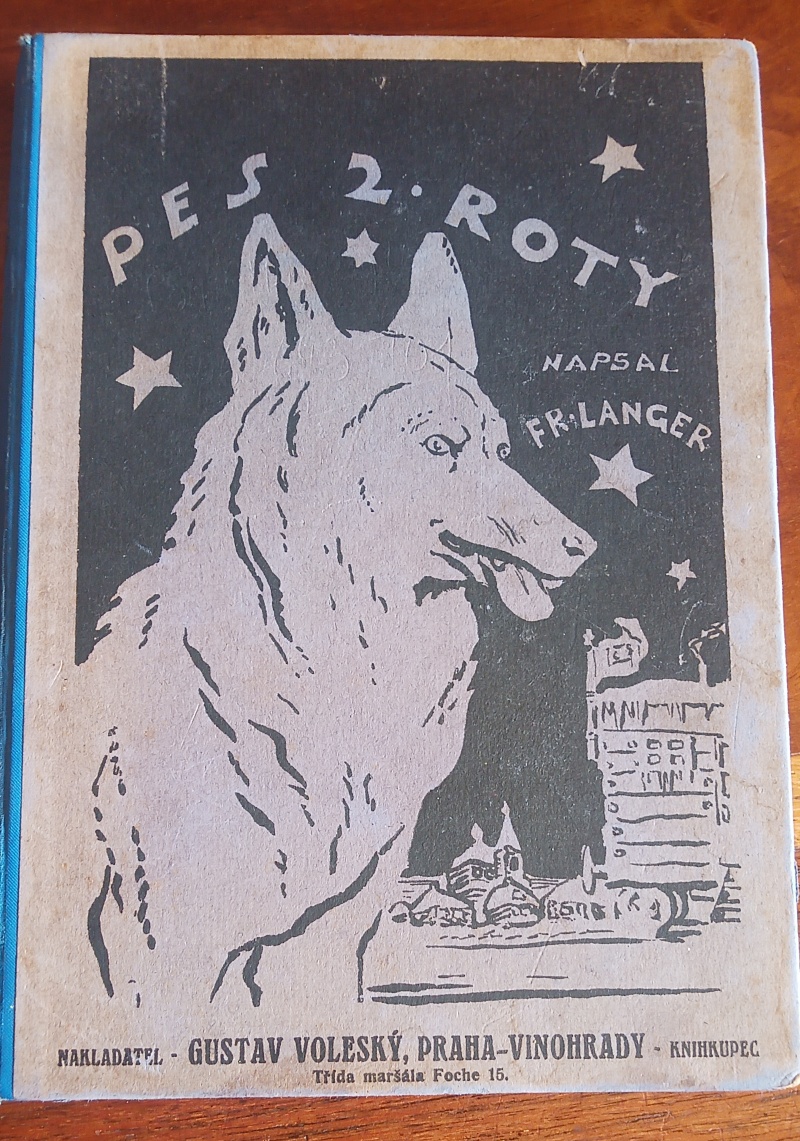 PES 2. ROTY
NAPSAL
FR. LANGER
NAKLADATEL - GUSTAV VOLESKÝ, PRAHA-VINOHRADY - KNIHKUPEC
Třída maršála Foche 15.